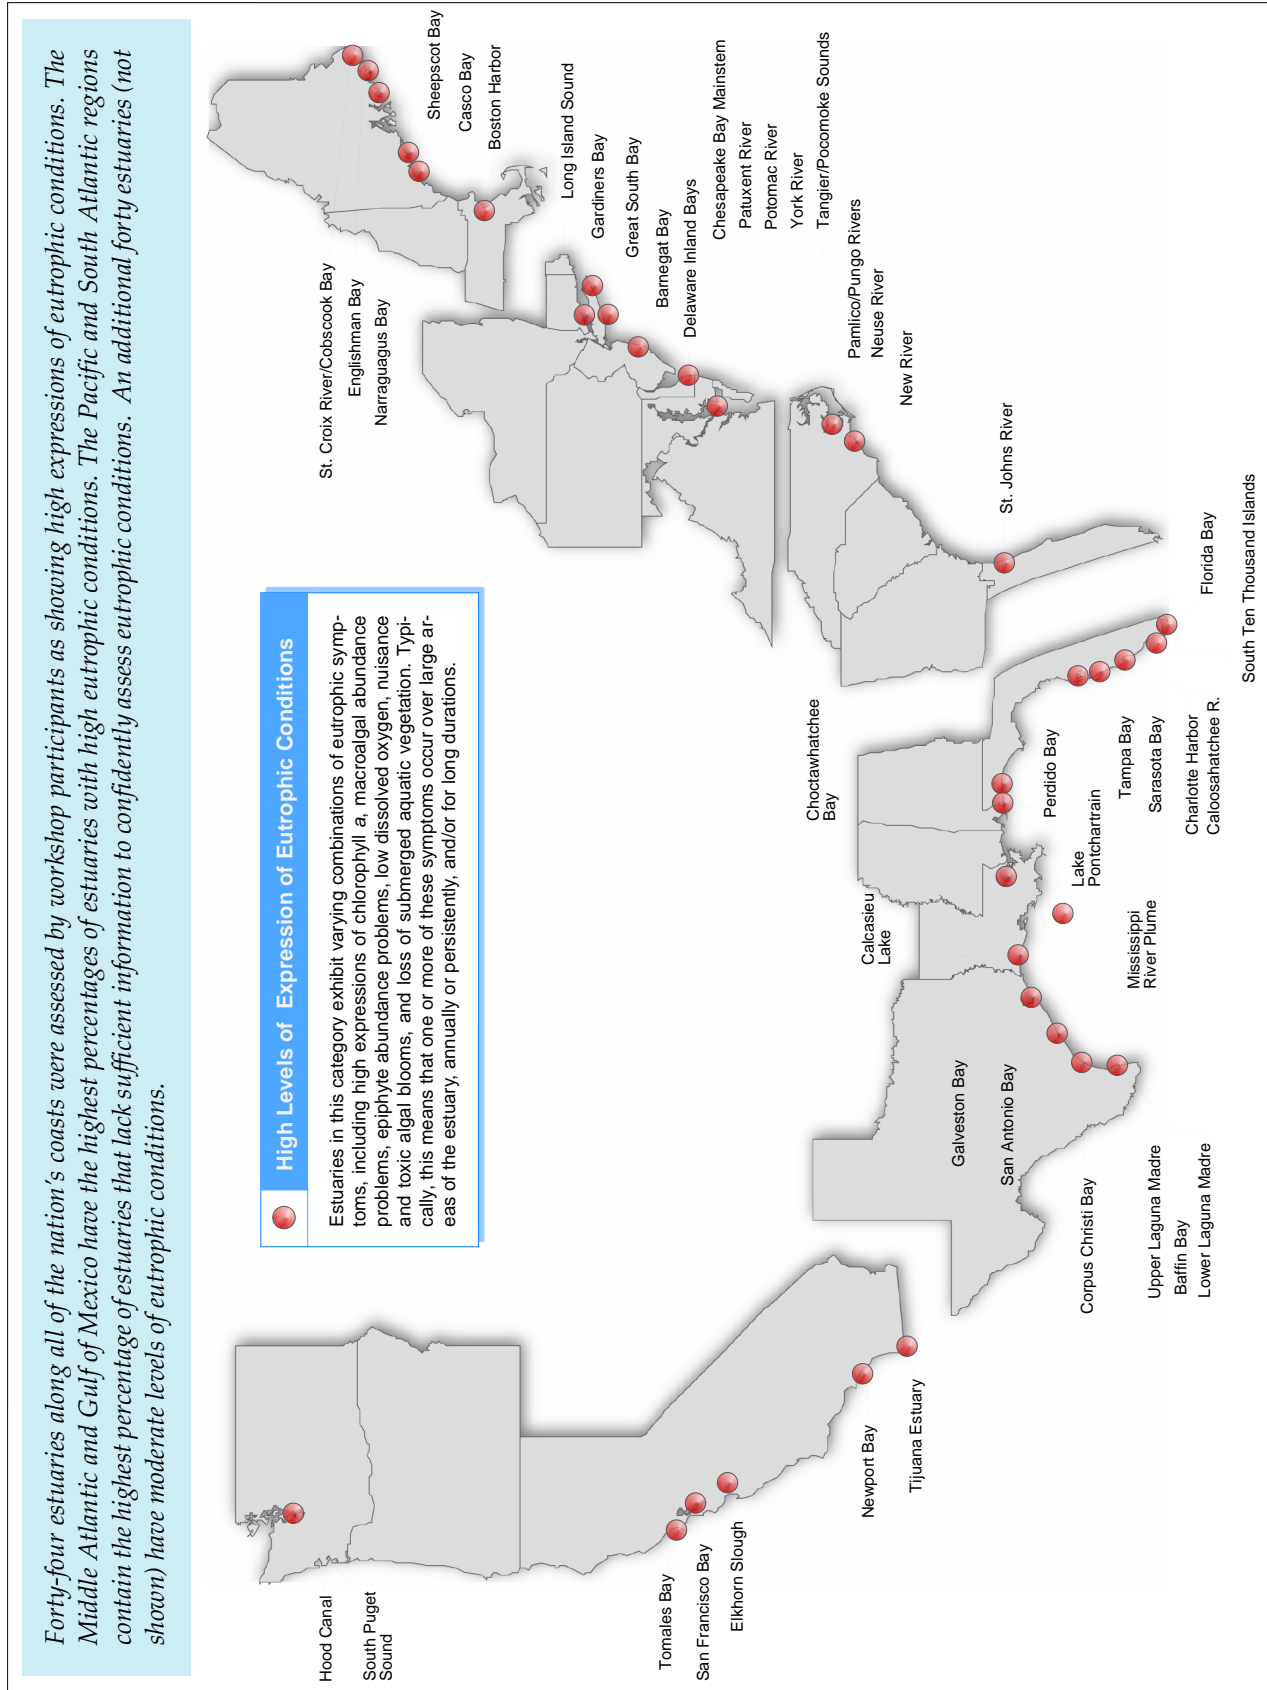 Forty-four estuaries along all of the nation's coasts were assessed by workshop participants as showing high expressions of eutrophic conditions. The
Middle Atlantic and Gulf of Mexico have the highest percentages of estuaries with high eutrophic conditions. The Pacific and South Atlantic regions
contain the highest percentage of estuaries that lack sufficient information to confidently assess eutrophic conditions. An additional forty estuaries (not
shown) have moderate levels of eutrophic conditions.
High Levels of Expression of Eutrophic Conditions
Estuaries in this category exhibit varying combinations of eutrophic symp-
toms, including high expressions of chlorophyll a, macroalgal abundance
problems, epiphyte abundance problems, low dissolved oxygen, nuisance
and toxic algal blooms, and loss of submerged aquatic vegetation. Typi-
cally, this means that one or more of these symptoms occur over large ar-
eas of the estuary, annually or persistently, and/or for long durations.
Hood Canal
South Puget
Sound
Tomales Bay
San Francisco Bay
Elkhorn Slough
Newport Bay
Tijuana Estuary
Galveston Bay
San Antonio Bay
Corpus Christi Bay
Upper Laguna Madre
Baffin Bay
Lower Laguna Madre
Calcasieu
Lake
Mississippi
River Plume
Lake
Pontchartrain
Choctawhatchee
Bay
Perdido Bay
Tampa Bay
Sarasota Bay
Charlotte Harbor
Caloosahatchee R.
South Ten Thousand Islands
Florida Bay
St. Croix River/Cobscook Bay
Englishman Bay
Narraguagus Bay
Sheepscot Bay
Casco Bay
Boston Harbor
Long Island Sound
Gardiners Bay
Great South Bay
Barnegat Bay
Delaware Inland Bays
Chesapeake Bay Mainstem
Patuxent River
Potomac River
York River
Tangier/Pocomoke Sounds
Pamlico/Pungo Rivers
Neuse River
New River
St. Johns River